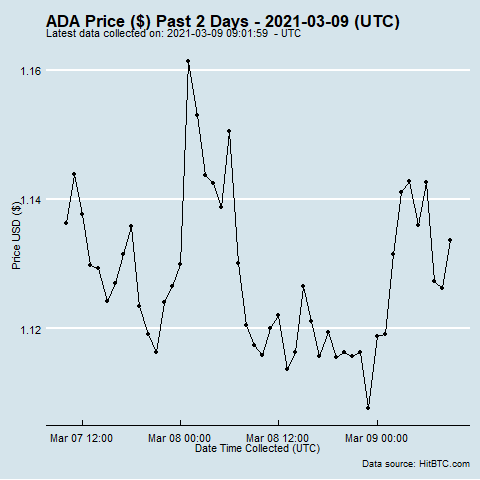 ADA Price ($) Past 2 Days - 2021-03-09 (UTC)
Latest data collected on: 2021-03-09 09:01:59 - UTC
1.16
1.14
1.12
Price USD ($)
Mar 07 12:00 Mar 08 00:00 Mar 08 12:00 Mar 09 00:00
Date Time Collected (UTC)
Data source: HitBTC.com